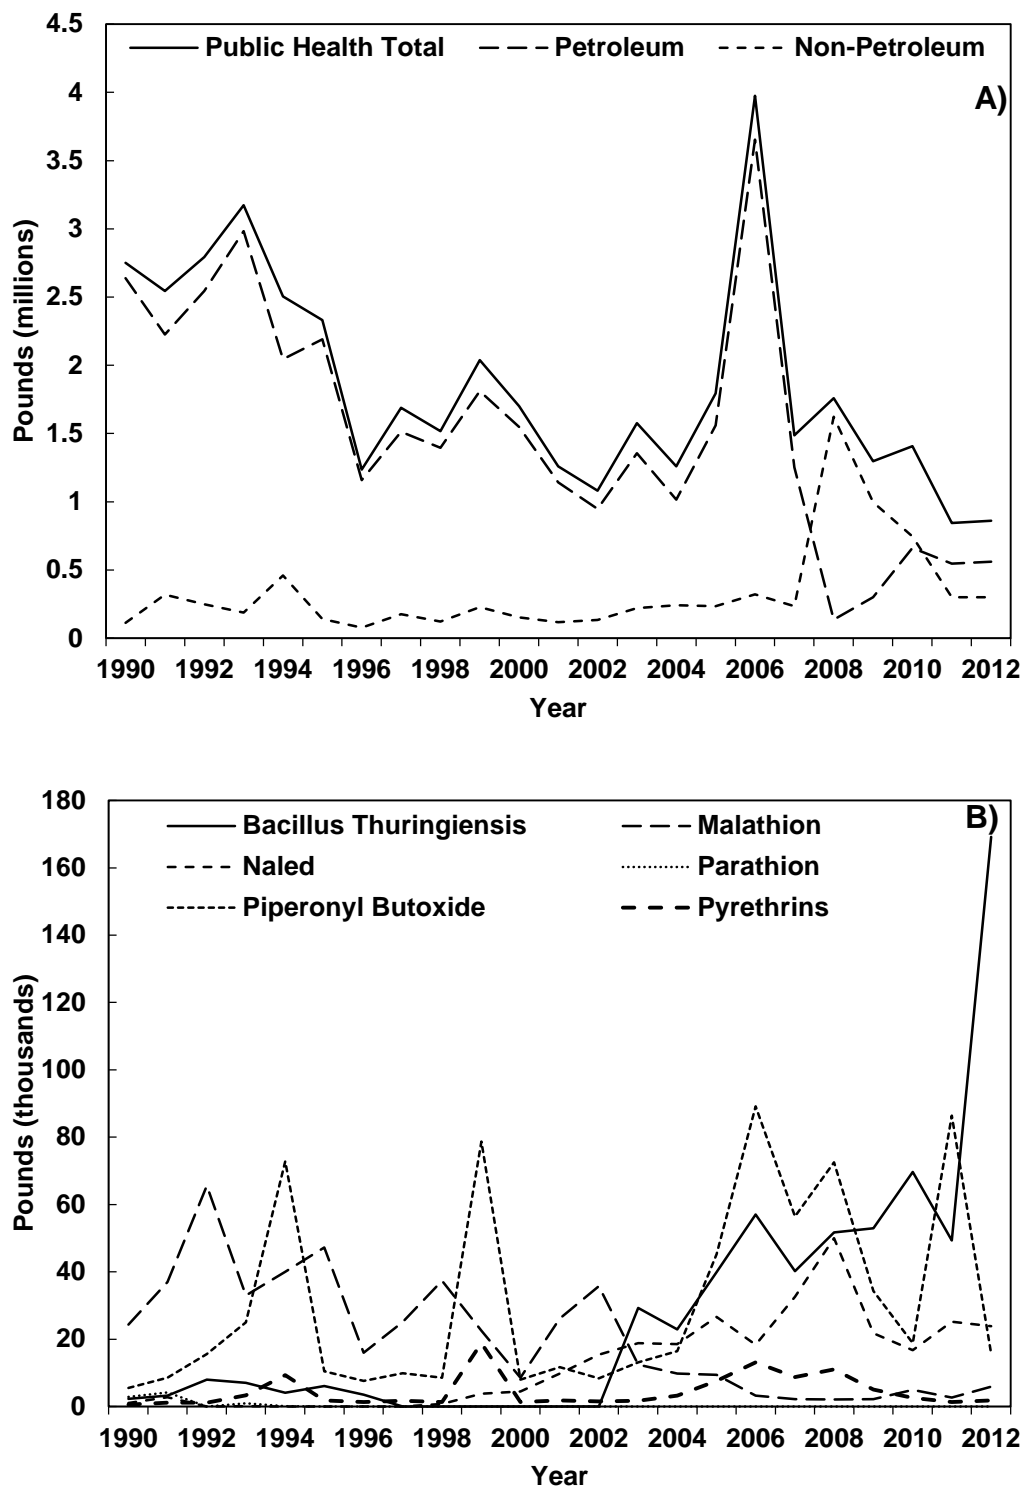 4.5
Public Health Total Petroleum Non-Petroleum
A)
4
3.5
3
2.5
2
1.5
1
0.5
0
Pounds (millions)
1990 1992 1994 1996 1998 2000 2002 2004 2006 2008 2010 2012
Year
180
B)
Bacillus Thuringiensis Malathion
Naled Parathion
Piperonyl Butoxide Pyrethrins
160
140
120
100
80
60
40
20
0
Pounds (thousands)
1990 1992 1994 1996 1998 2000 2002 2004 2006 2008 2010 2012
Year